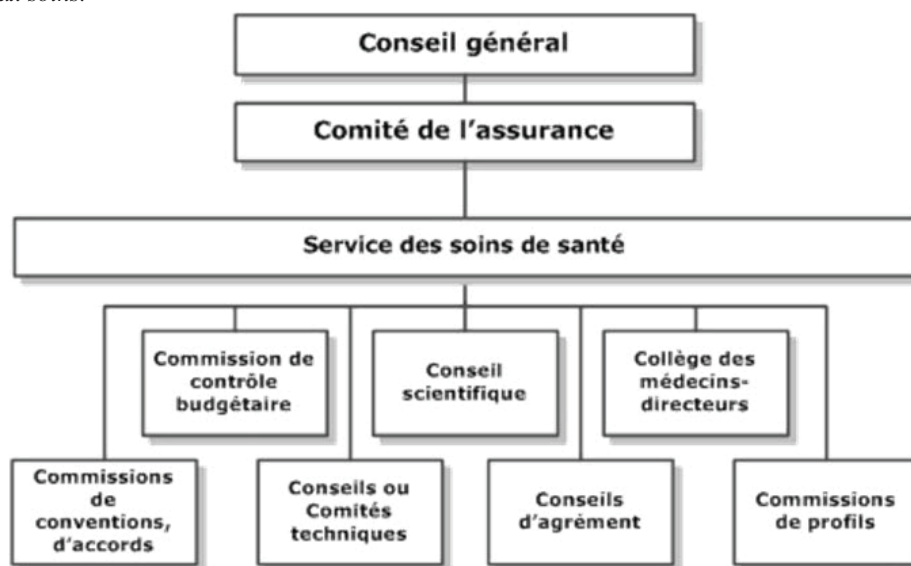 soins.
Conseil général
Comité de l'assurance
Service des soins de santé
Commission de
contrôle
budgétaire
Conseil
scientifique
Collège des
médecins-
directeurs
Commissions
de
conventions,
d'accords
Conseils ou
Comités
techniques
Conseils
d'agrément
Commissions
de profils